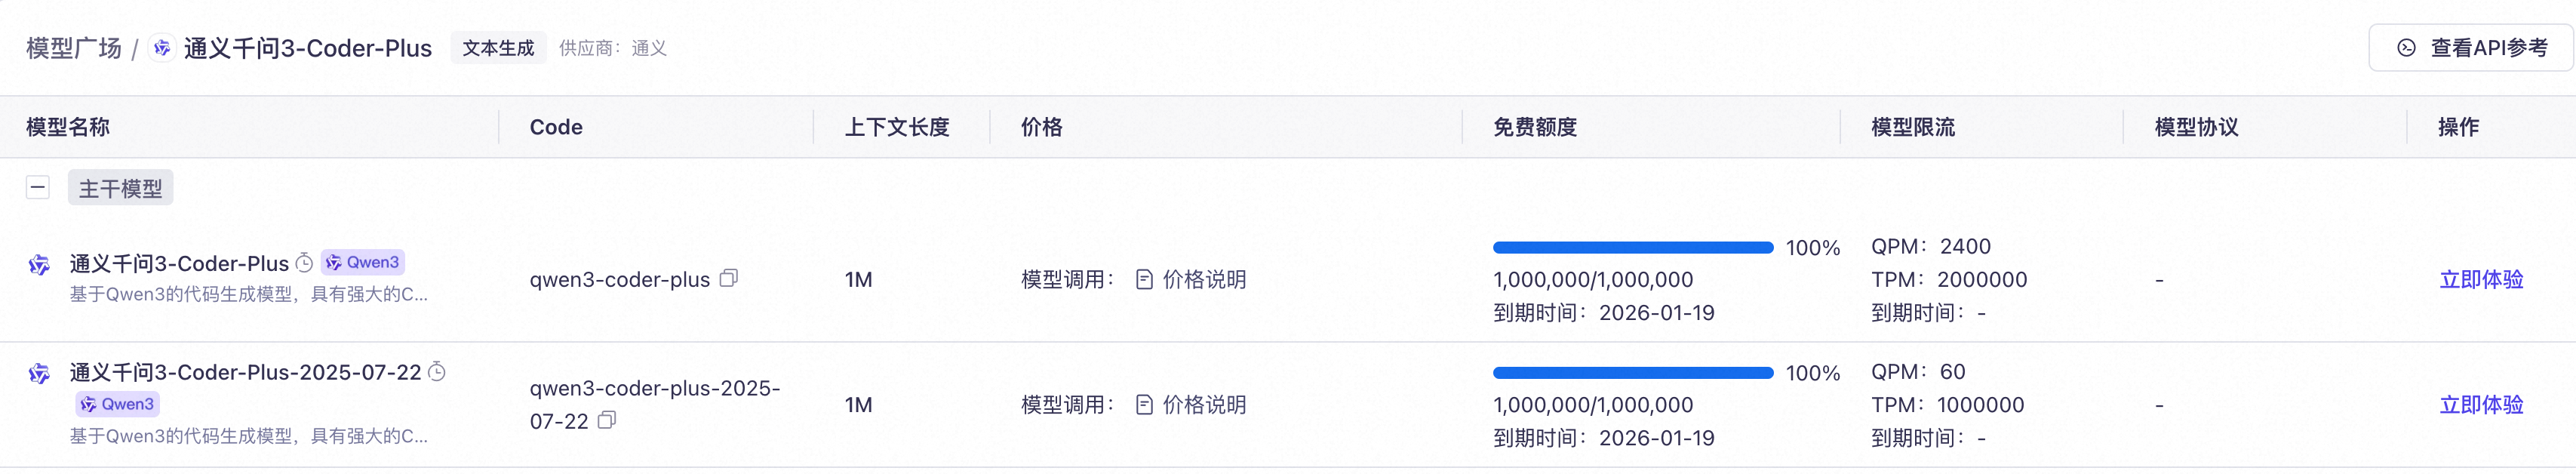 模型广场 / 通义千问3-Coder-Plus 文本生成 供应商：通义 查看API参考
模型名称 Code 上下文长度 价格 免费额度 模型限流 模型协议 操作
主干模型
通义千问3-Coder-Plus Qwen3
基于Qwen3的代码生成模型，具有强大的C...
qwen3-coder-plus
1M
模型调用： 价格说明
100%
1,000,000/1,000,000
到期时间：2026-01-19
QPM：2400
TPM：2000000
到期时间：-
-
立即体验
通义千问3-Coder-Plus-2025-07-22
Qwen3
基于Qwen3的代码生成模型，具有强大的C...
qwen3-coder-plus-2025-
07-22
1M
模型调用： 价格说明
100%
1,000,000/1,000,000
到期时间：2026-01-19
QPM：60
TPM：1000000
到期时间：-
-
立即体验